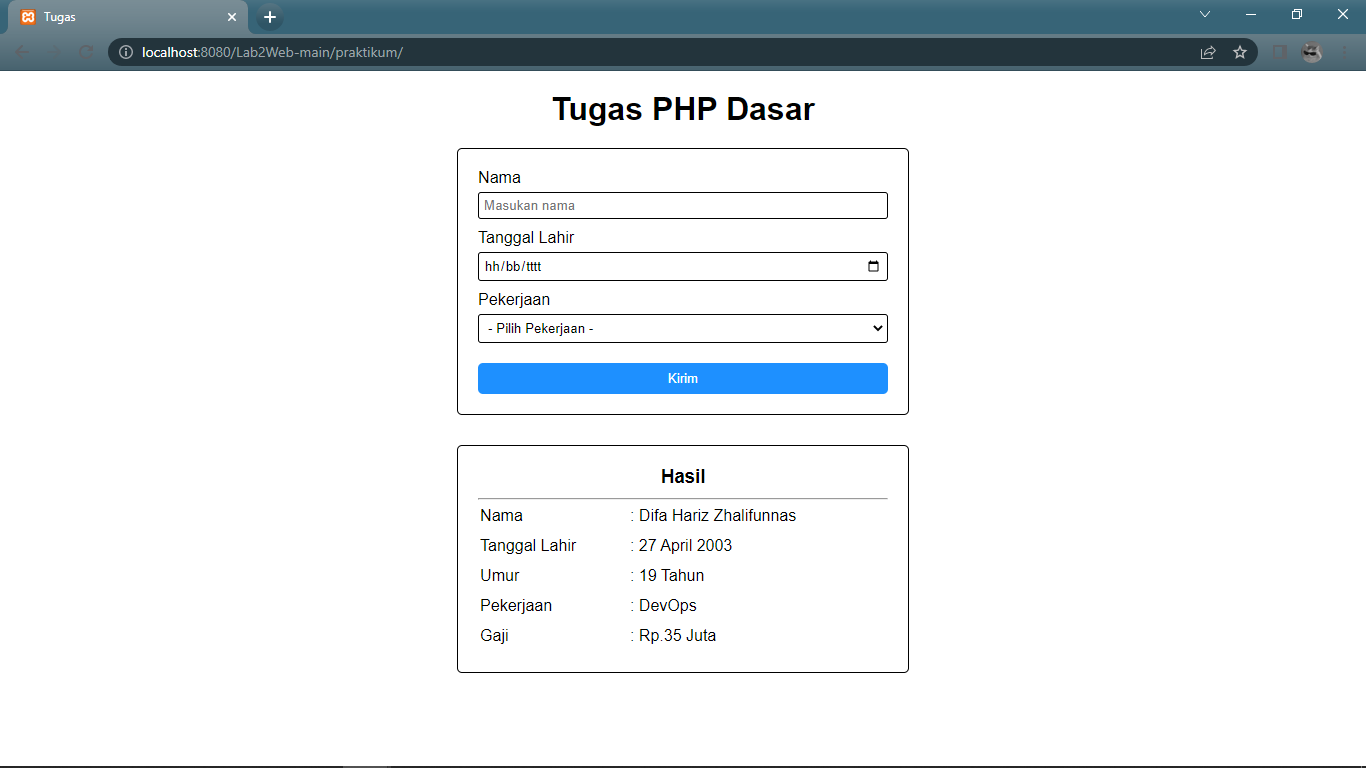 Tugas
localhost:8080/Lab2Web-main/praktikum/
Tugas PHP Dasar
Nama
Masukan nama
Tanggal Lahir
hh/bb/tttt
Pekerjaan
- Pilih Pekerjaan -
Kirim
Hasil
Nama : Difa Hariz Zhalifunnas
Tanggal Lahir : 27 April 2003
Umur : 19 Tahun
Pekerjaan : DevOps
Gaji : Rp.35 Juta